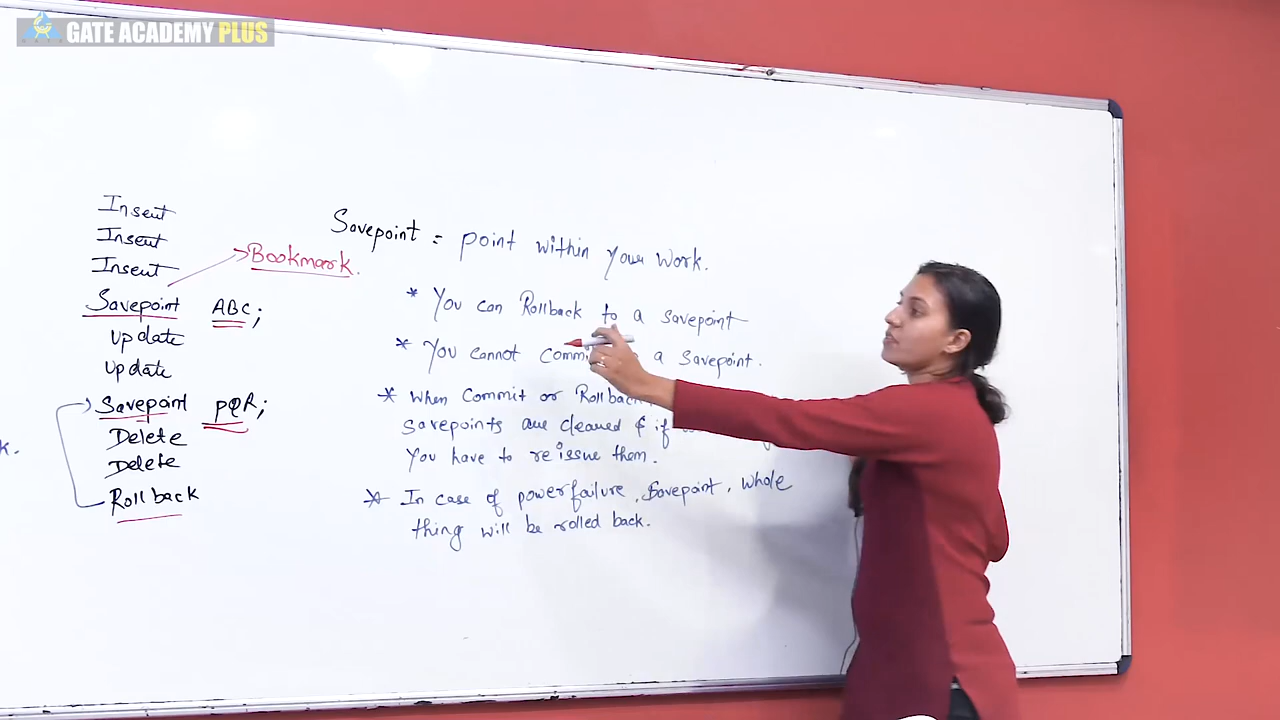 GATE ACADEMY PLUS
Insert
Insert
Insert
Savepoint ABC;
Update
Update
Savepoint PQR;
Delete
Delete
Rollback
Bookmark.
k.
Savepoint = point within your work.
* You can Rollback to a savepoint
* You cannot commi a savepoint.
* When Commit or Rollback
savepoints are cleared & if
you have to reissue them.
* In case of powerfailure, Savepoint, whole
thing will be rolled back.